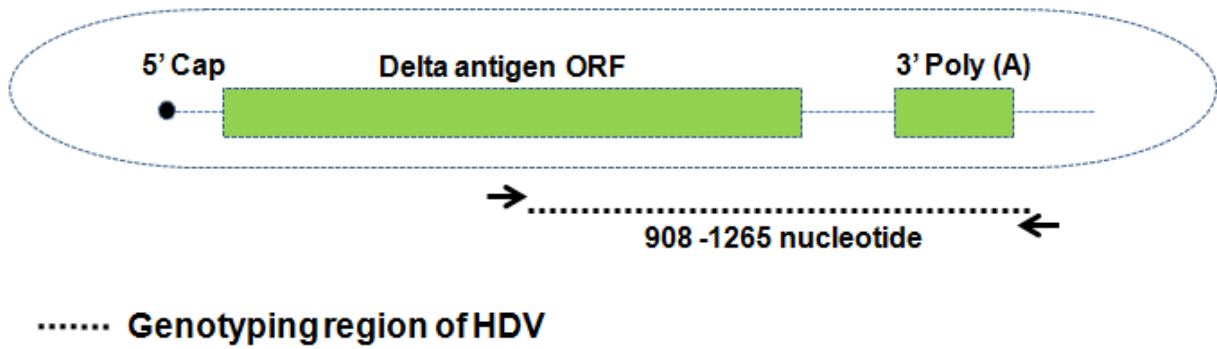 5’ Cap
Delta antigen ORF
3’ Poly (A)
908 -1265 nucleotide
Genotyping region of HDV